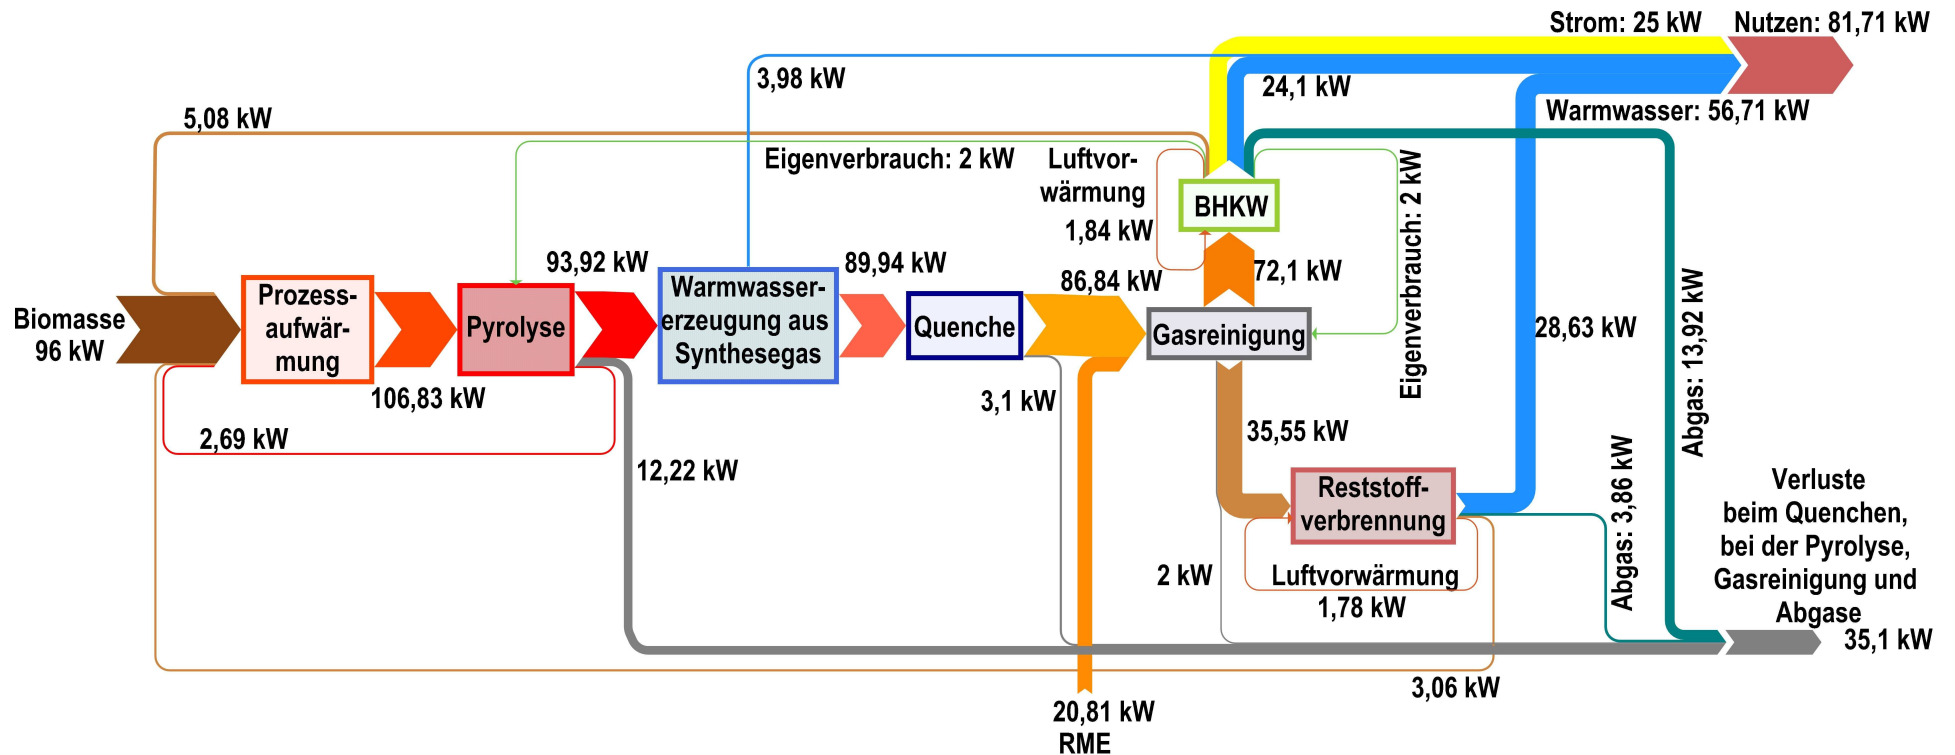 Strom: 25 kW
Nutzen: 81,71 kW
3,98 kW
24,1 kW
Warmwasser: 56,71 kW
5,08 kW
Eigenverbrauch: 2 kW
Luftvor-
wärmung
1,84 kW
BHKW
Eigenverbrauch: 2 kW
72,1 kW
Biomasse
96 kW
Prozess-
aufwär-
mung
106,83 kW
Pyrolyse
93,92 kW
Warmwasser-
erzeugung aus
Synthesegas
89,94 kW
Quenche
86,84 kW
Gasreinigung
28,63 kW
Abgas: 13,92 kW
2,69 kW
12,22 kW
3,1 kW
35,55 kW
Reststoff-
verbrennung
Luftvorwärmung
1,78 kW
2 kW
Abgas: 3,86 kW
Verluste
beim Quenchen,
bei der Pyrolyse,
Gasreinigung und
Abgase
35,1 kW
3,06 kW
20,81 kW
RME